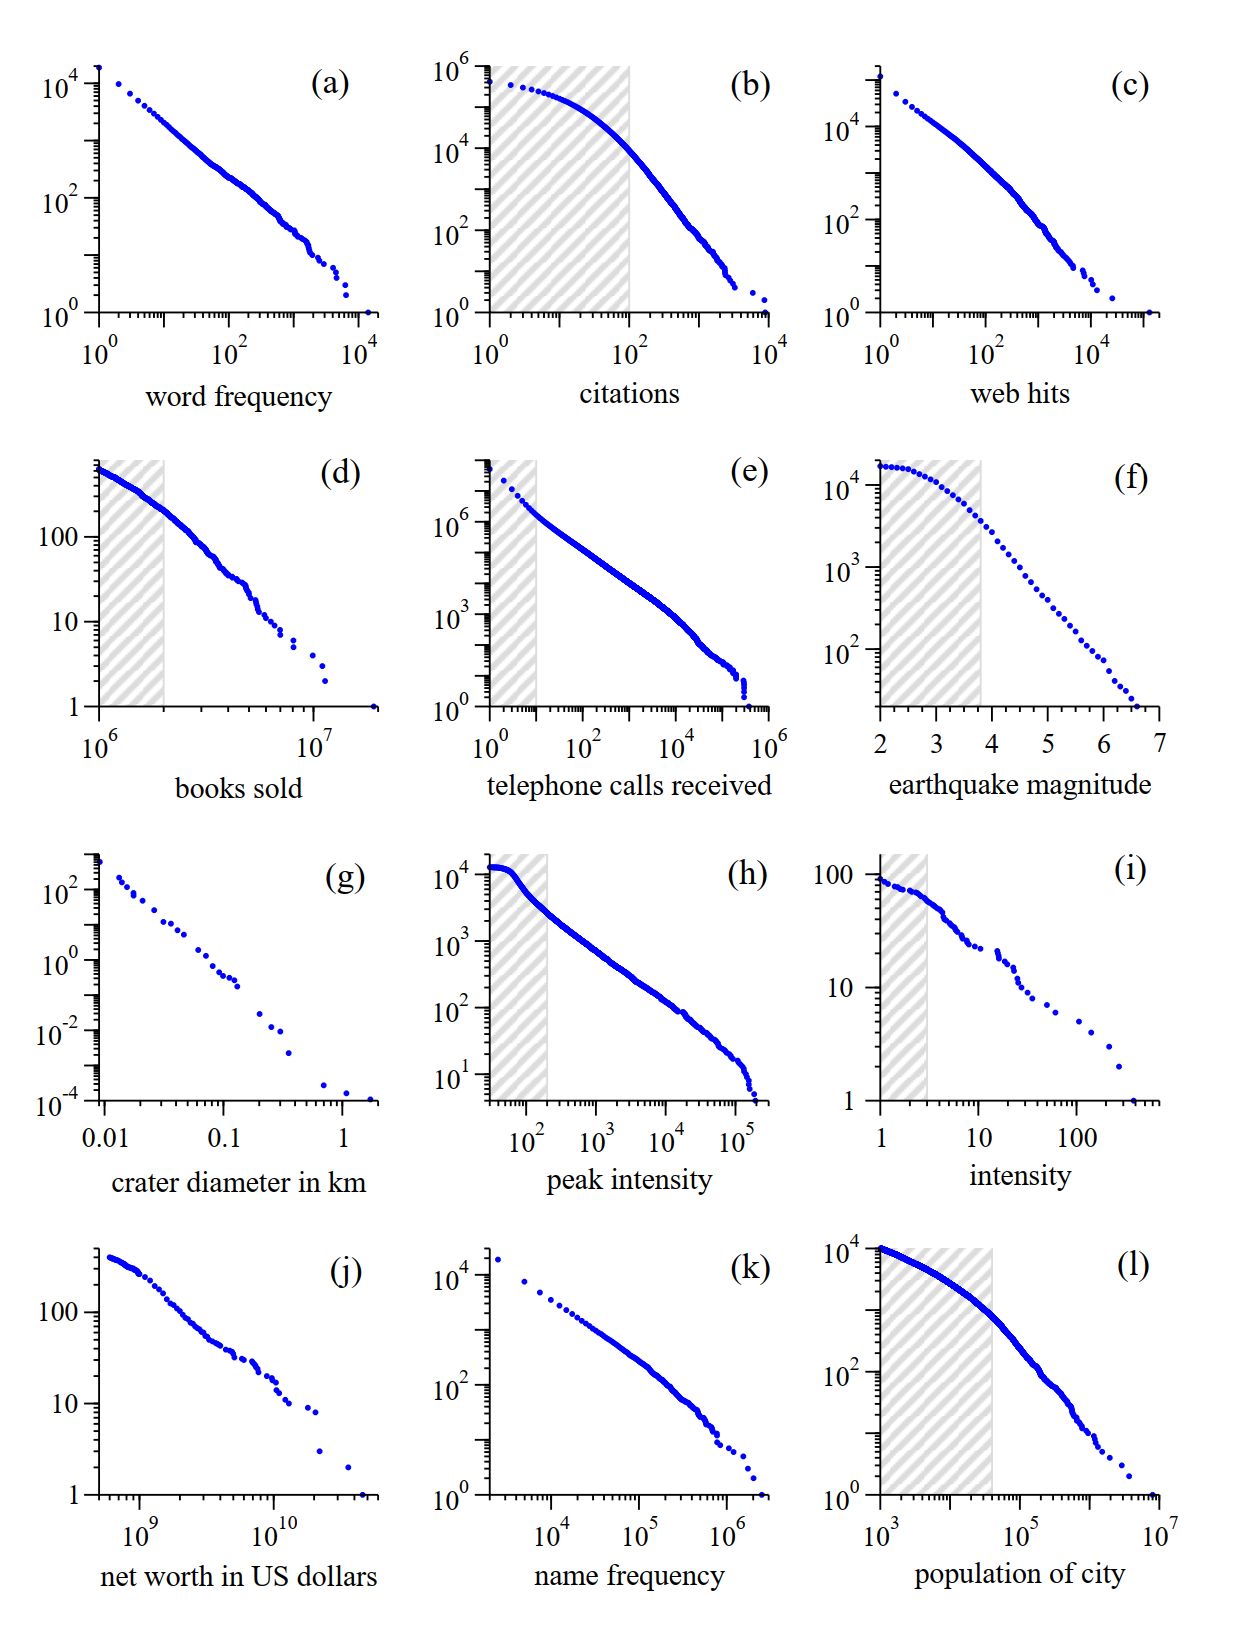 (a) (b) (c)
10^4 10^2 10^0
10^0 10^2 10^4
word frequency
10^6 10^4 10^2 10^0
10^0 10^2 10^4
citations
10^4 10^2 10^0
10^0 10^2 10^4
web hits
(d) (e) (f)
100 10 1
10^6 10^7
books sold
10^6 10^3 10^0
10^0 10^2 10^4 10^6
telephone calls received
10^4 10^3 10^2
2 3 4 5 6 7
earthquake magnitude
(g) (h) (i)
10^2 10^0 10^-2 10^-4
0.01 0.1 1
crater diameter in km
10^4 10^3 10^2 10^1
10^2 10^3 10^4 10^5
peak intensity
100 10 1
1 10 100
intensity
(j) (k) (l)
100 10 1
10^9 10^10
net worth in US dollars
10^4 10^2 10^0
10^4 10^5 10^6
name frequency
10^4 10^2 10^0
10^3 10^5 10^7
population of city